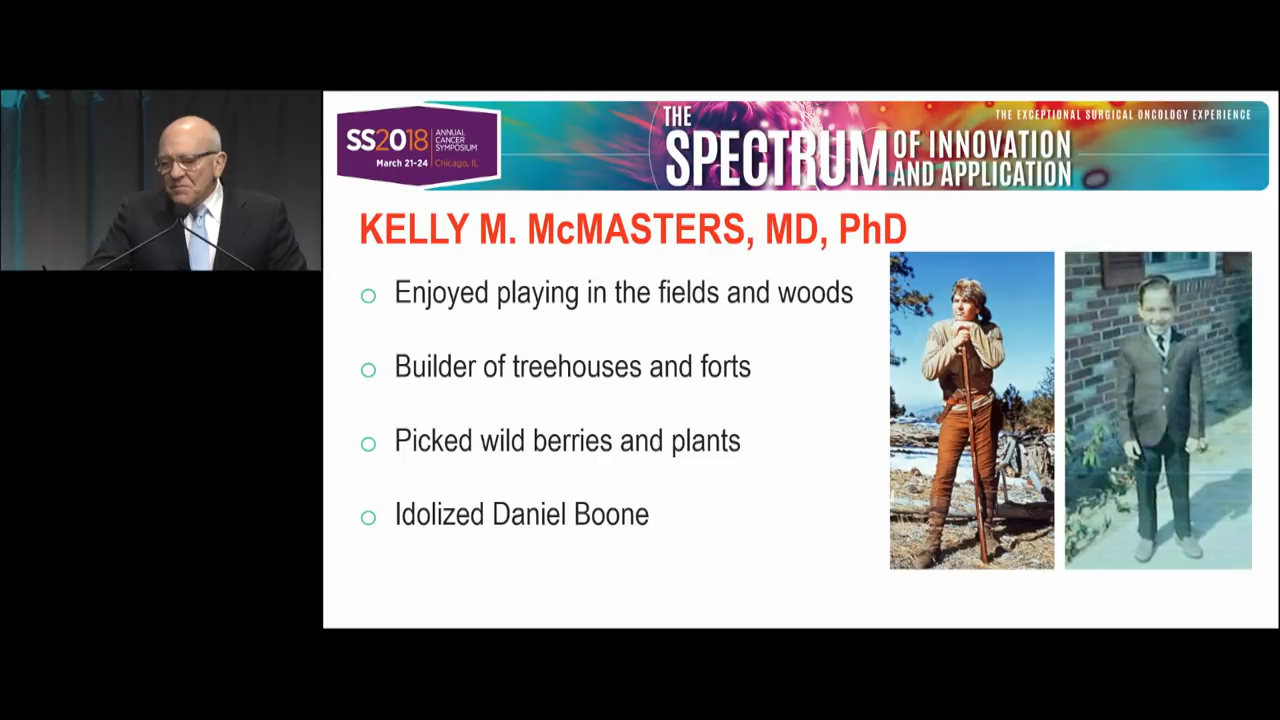 SS2018
ANNUAL
CANCER
SYMPOSIUM
March 21-24
Chicago, IL
THE
SPECTRUM
OF INNOVATION
AND APPLICATION
THE EXCEPTIONAL SURGICAL ONCOLOGY EXPERIENCE
KELLY M. McMASTERS, MD, PhD
Enjoyed playing in the fields and woods
Builder of treehouses and forts
Picked wild berries and plants
Idolized Daniel Boone